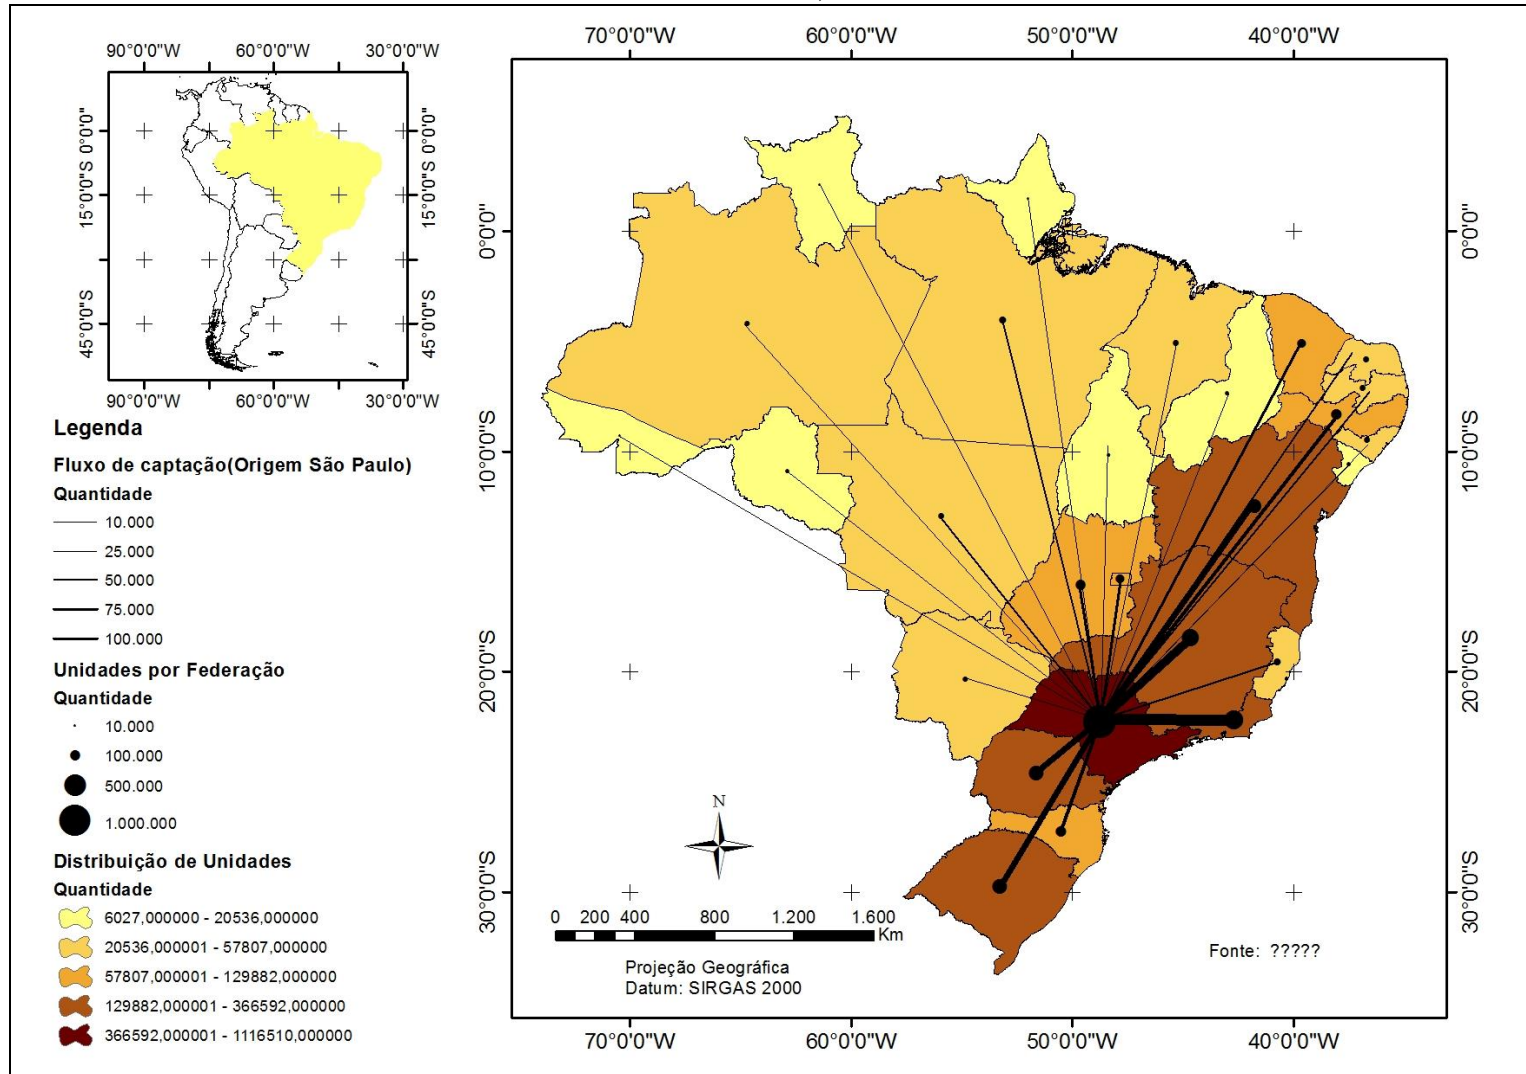 90°0'0"W 60°0'0"W 30°0'0"W
0°0'0"
15°0'0"S
45°0'0"S
0°0'0"
15°0'0"S
45°0'0"S
90°0'0"W 60°0'0"W 30°0'0"W
Legenda
Fluxo de captação(Origem São Paulo)
Quantidade
10.000
25.000
50.000
75.000
100.000
Unidades por Federação
Quantidade
10.000
100.000
500.000
1.000.000
Distribuição de Unidades
Quantidade
6027,000000 - 20536,000000
20536,000001 - 57807,000000
57807,000001 - 129882,000000
129882,000001 - 366592,000000
366592,000001 - 1116510,000000
70°0'0"W 60°0'0"W 50°0'0"W 40°0'0"W
0°0'0"
10°0'0"S
20°0'0"S
30°0'0"S
0°0'0"
10°0'0"S
20°0'0"S
30°0'0"S
N
0 200 400 800 1.200 1.600
Km
Projeção Geográfica
Datum: SIRGAS 2000
Fonte: ?????
70°0'0"W 60°0'0"W 50°0'0"W 40°0'0"W